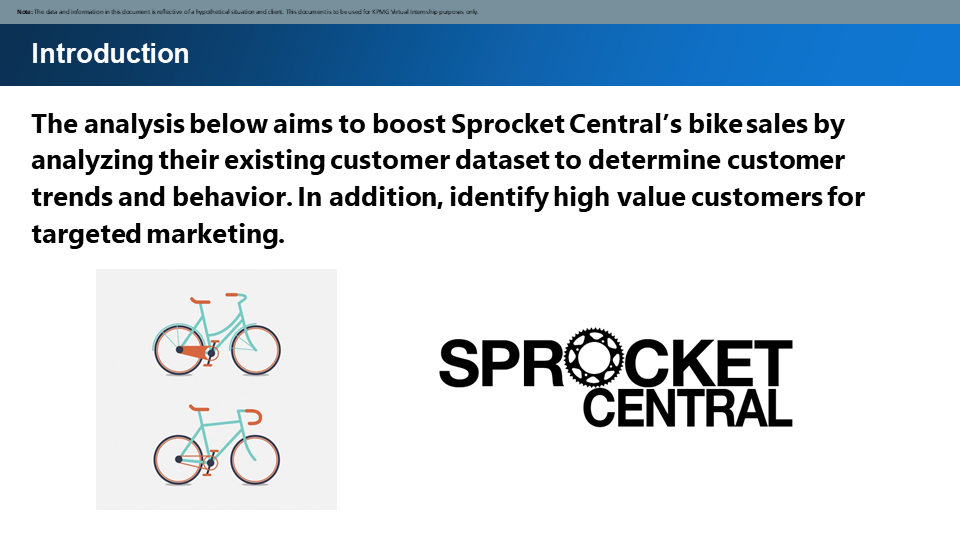 Note: The data and information in this document is reflective of a hypothetical situation and client. This document is to be used for KPMG Virtual Internship purposes only.
Introduction
The analysis below aims to boost Sprocket Central’s bike sales by
analyzing their existing customer dataset to determine customer
trends and behavior. In addition, identify high value customers for
targeted marketing.
SPROCKET
CENTRAL